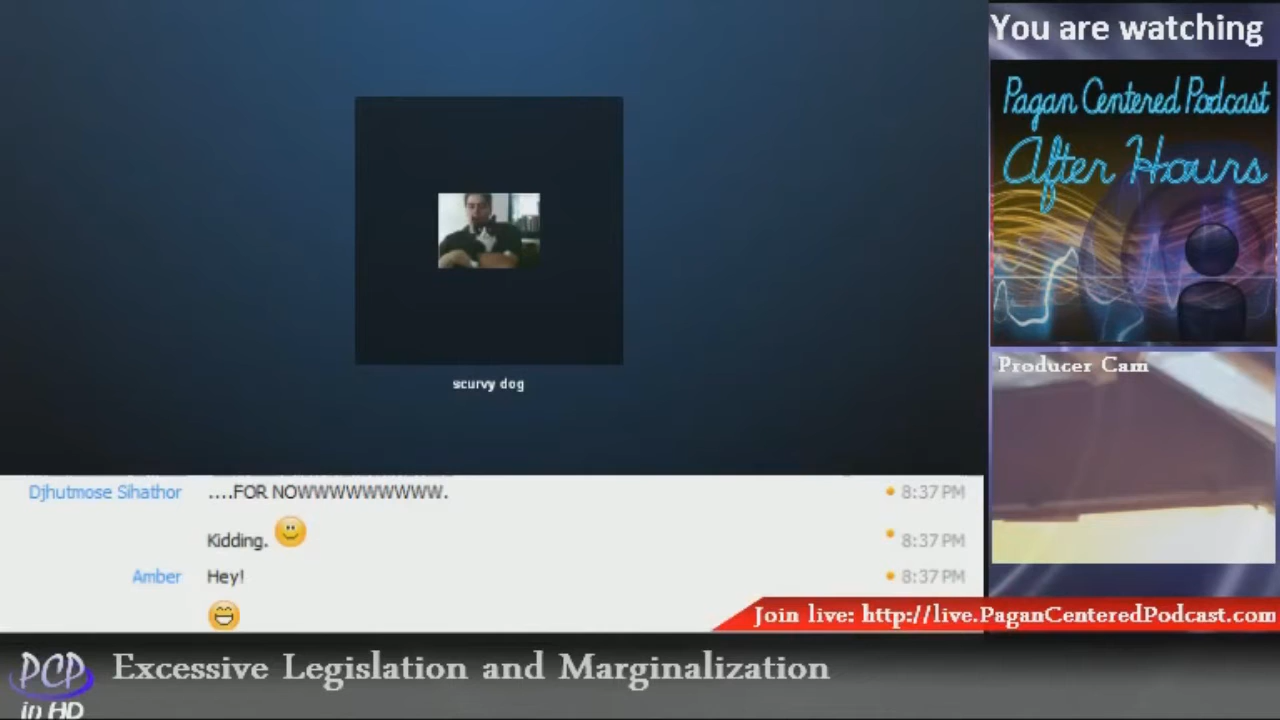 You are watching
Pagan Centered Podcast
After Hours
Producer Cam
scurvy dog
Djhutmose Sihathor ....FOR NOWWWWWWWWW. 8:37 PM
Kidding. 8:37 PM
Amber Hey! 8:37 PM
Join live: http://live.PaganCenteredPodcast.com
PCP Excessive Legislation and Marginalization
in HD